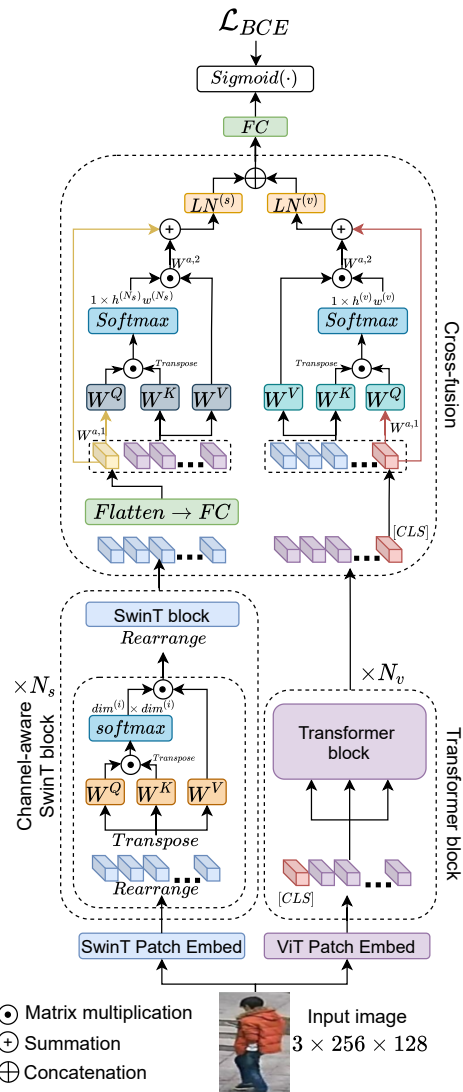 𝓛_{BCE}
Sigmoid(·)
FC
LN^{(s)} LN^{(v)}
W^{a,2} W^{a,2}
1 × h^{(N_s)} w^{(N_s)} 1 × h^{(v)} w^{(v)}
Softmax Softmax
Transpose Transpose
W^Q W^K W^V W^V W^K W^Q
W^{a,1} W^{a,1}
Cross-fusion
Flatten → FC
[CLS]
SwinT block
Rearrange
×N_s ×N_v
Channel-aware
SwinT block
dim^{(i)} × dim^{(i)}
softmax
Transpose
W^Q W^K W^V
Transpose
Rearrange
Transformer
block
[CLS]
Transformer block
SwinT Patch Embed ViT Patch Embed
Matrix multiplication
Summation
Concatenation
Input image
3 × 256 × 128